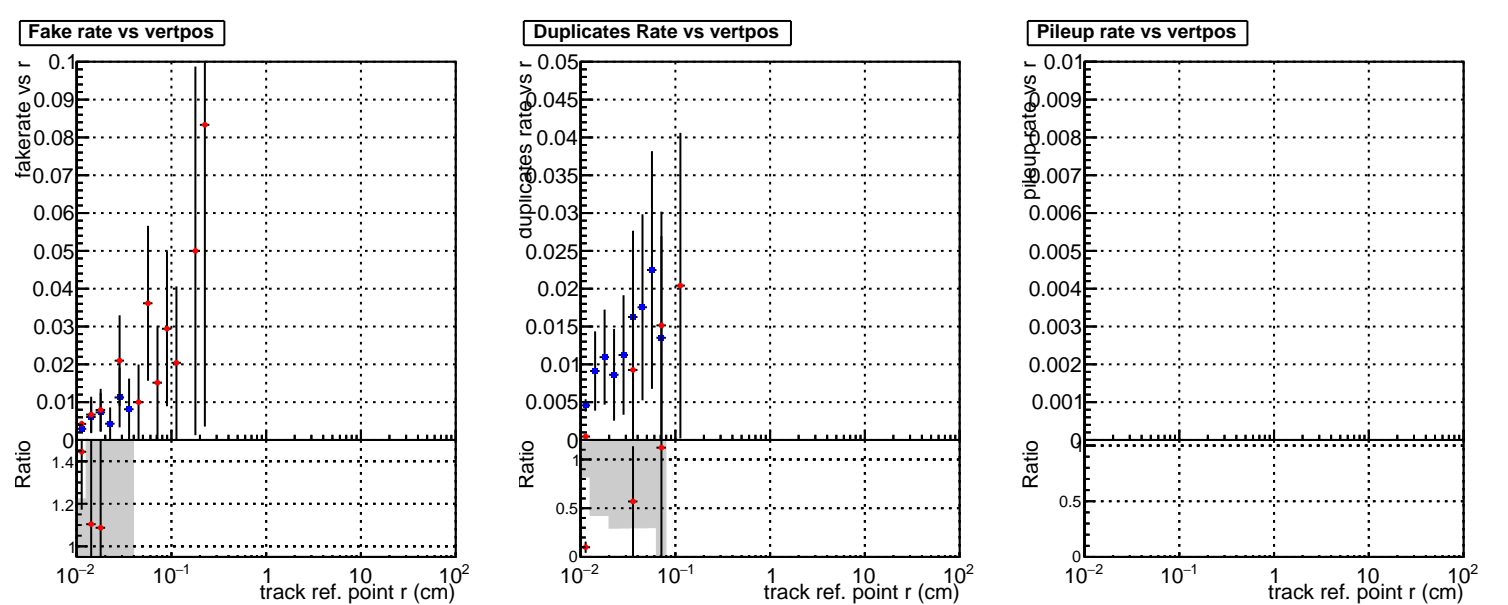 Fake rate vs vertpos
fakerate vs r
0.1
0.09
0.08
0.07
0.06
0.05
0.04
0.03
0.02
0.01
0
Ratio
1.4
1.2
1
10−2 10−1 1 10 102
track ref. point r (cm)
Duplicates Rate vs vertpos
duplicates rate vs r
0.05
0.045
0.04
0.035
0.03
0.025
0.02
0.015
0.01
0.005
0
Ratio
1
0.5
0
10−2 10−1 1 10 102
track ref. point r (cm)
Pileup rate vs vertpos
pileup rate vs r
0.01
0.009
0.008
0.007
0.006
0.005
0.004
0.003
0.002
0.001
0
Ratio
1
0.5
0
10−2 10−1 1 10 102
track ref. point r (cm)